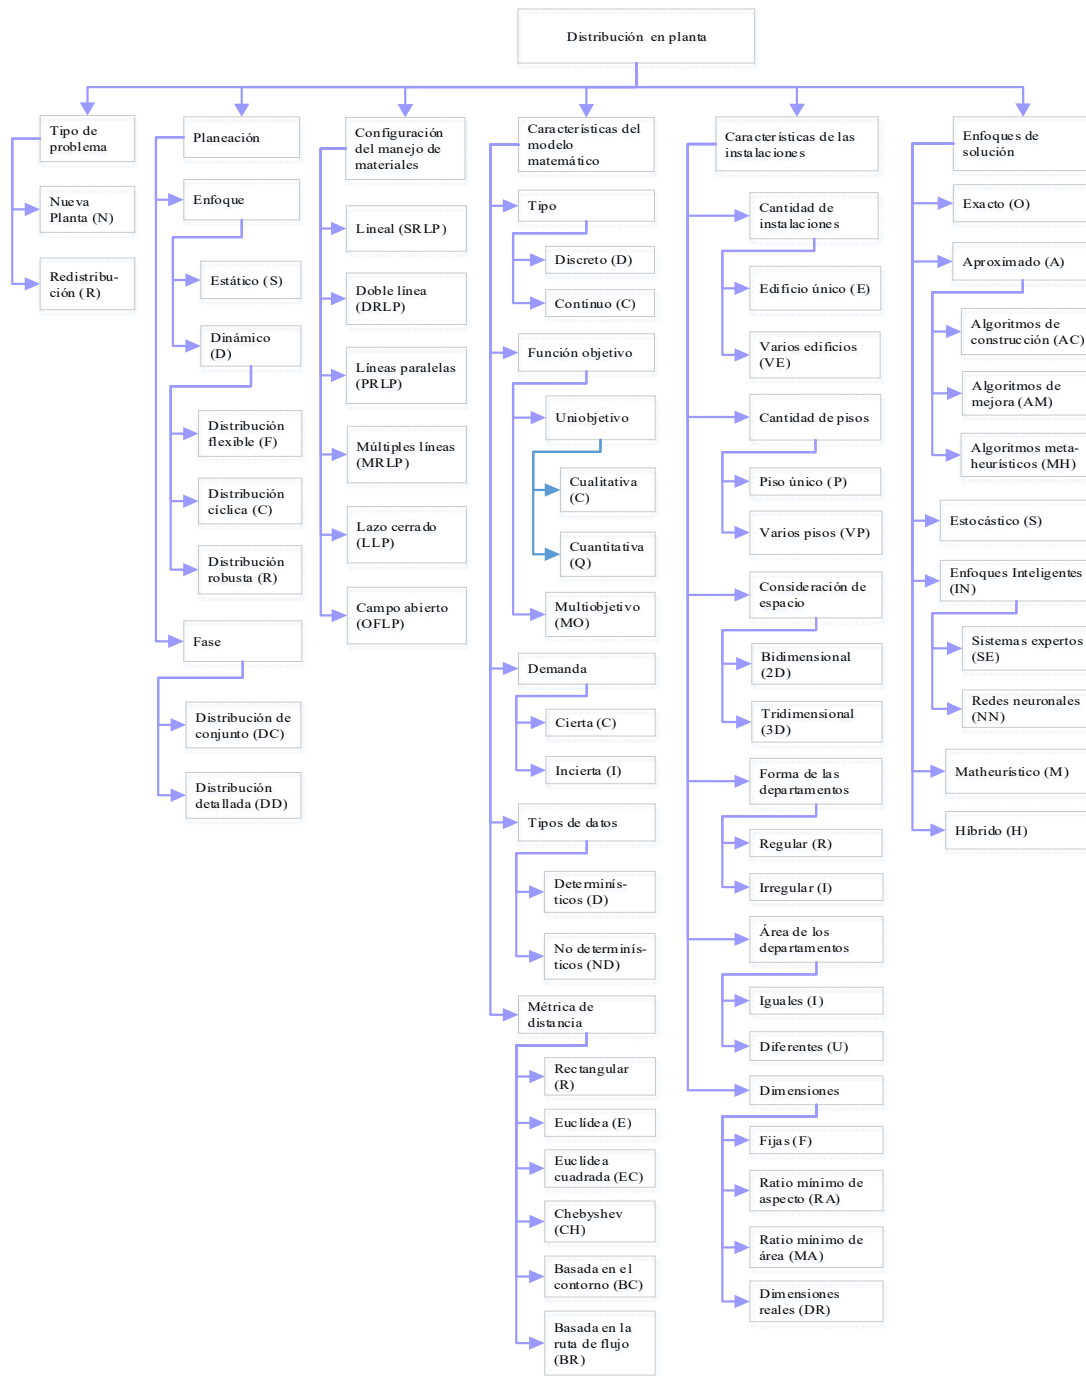 Distribución en planta
Tipo de
problema
Nueva
Planta (N)
Redistribu-
ción (R)
Planeación
Enfoque
Estático (S)
Dinámico
(D)
Distribución
flexible (F)
Distribución
cíclica (C)
Distribución
robusta (R)
Fase
Distribución de
conjunto (DC)
Distribución
detallada (DD)
Configuración
del manejo de
materiales
Lineal (SRLP)
Doble línea
(DRLP)
Líneas paralelas
(PRLP)
Múltiples líneas
(MRLP)
Lazo cerrado
(LLP)
Campo abierto
(OFLP)
Características del
modelo
matemático
Tipo
Discreto (D)
Continuo (C)
Función objetivo
Uniobjetivo
Cualitativa
(C)
Cuantitativa
(Q)
Multiobjetivo
(MO)
Demanda
Cierta (C)
Incierta (I)
Tipos de datos
Determinís-
ticos (D)
No determinís-
ticos (ND)
Métrica de
distancia
Rectangular
(R)
Euclídea (E)
Euclídea
cuadrada (EC)
Chebyshev
(CH)
Basada en el
contorno (BC)
Basada en la
ruta de flujo
(BR)
Características de las
instalaciones
Cantidad de
instalaciones
Edificio único (E)
Varios edificios
(VE)
Cantidad de pisos
Piso único (P)
Varios pisos (VP)
Consideración de
espacio
Bidimensional
(2D)
Tridimensional
(3D)
Forma de las
departamentos
Regular (R)
Irregular (I)
Área de los
departamentos
Iguales (I)
Diferentes (U)
Dimensiones
Fijas (F)
Ratio mínimo de
aspecto (RA)
Ratio mínimo de
área (MA)
Dimensiones
reales (DR)
Enfoques de
solución
Exacto (O)
Aproximado (A)
Algoritmos de
construcción (AC)
Algoritmos de
mejora (AM)
Algoritmos meta-
heurísticos (MH)
Estocástico (S)
Enfoques Inteligentes
(IN)
Sistemas expertos
(SE)
Redes neuronales
(NN)
Matheurístico (M)
Híbrido (H)